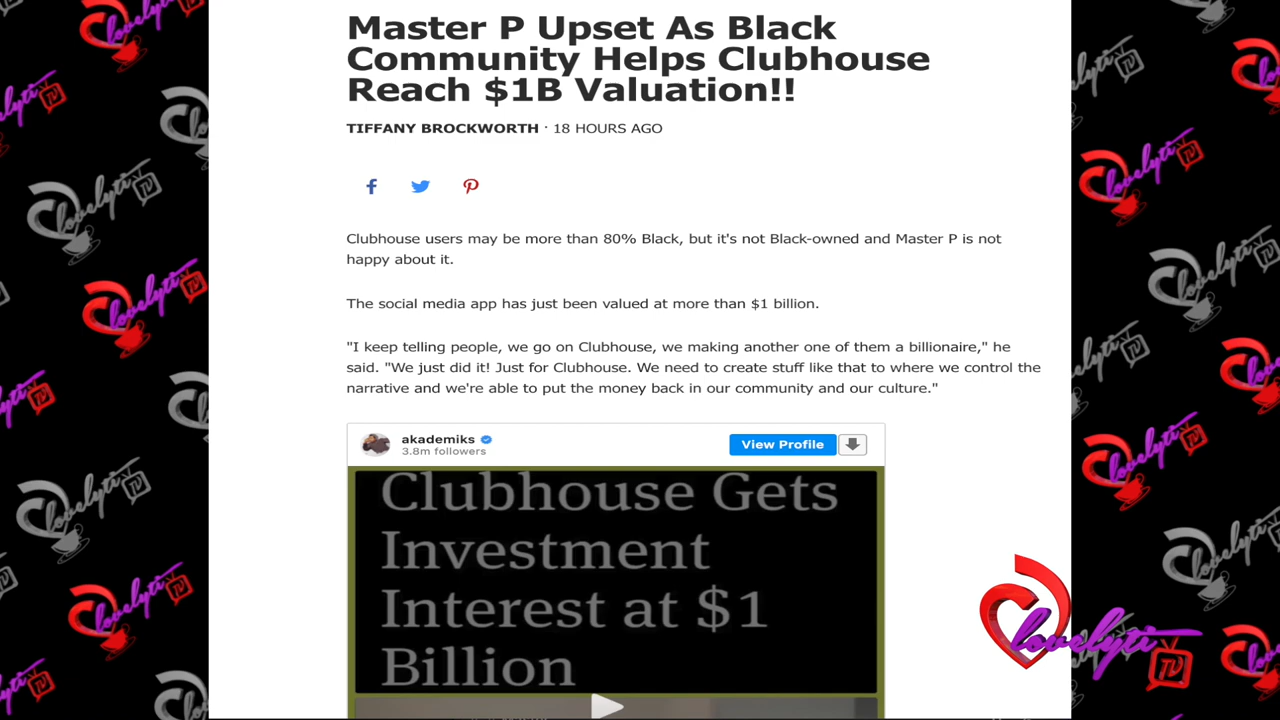 Master P Upset As Black
Community Helps Clubhouse
Reach $1B Valuation!!
TIFFANY BROCKWORTH · 18 HOURS AGO
Clubhouse users may be more than 80% Black, but it's not Black-owned and Master P is not
happy about it.
The social media app has just been valued at more than $1 billion.
"I keep telling people, we go on Clubhouse, we making another one of them a billionaire," he
said. "We just did it! Just for Clubhouse. We need to create stuff like that to where we control the
narrative and we're able to put the money back in our community and our culture."
akademiks
3.8m followers
View Profile
Clubhouse Gets
Investment
Interest at $1
Billion
lovelyti
TV